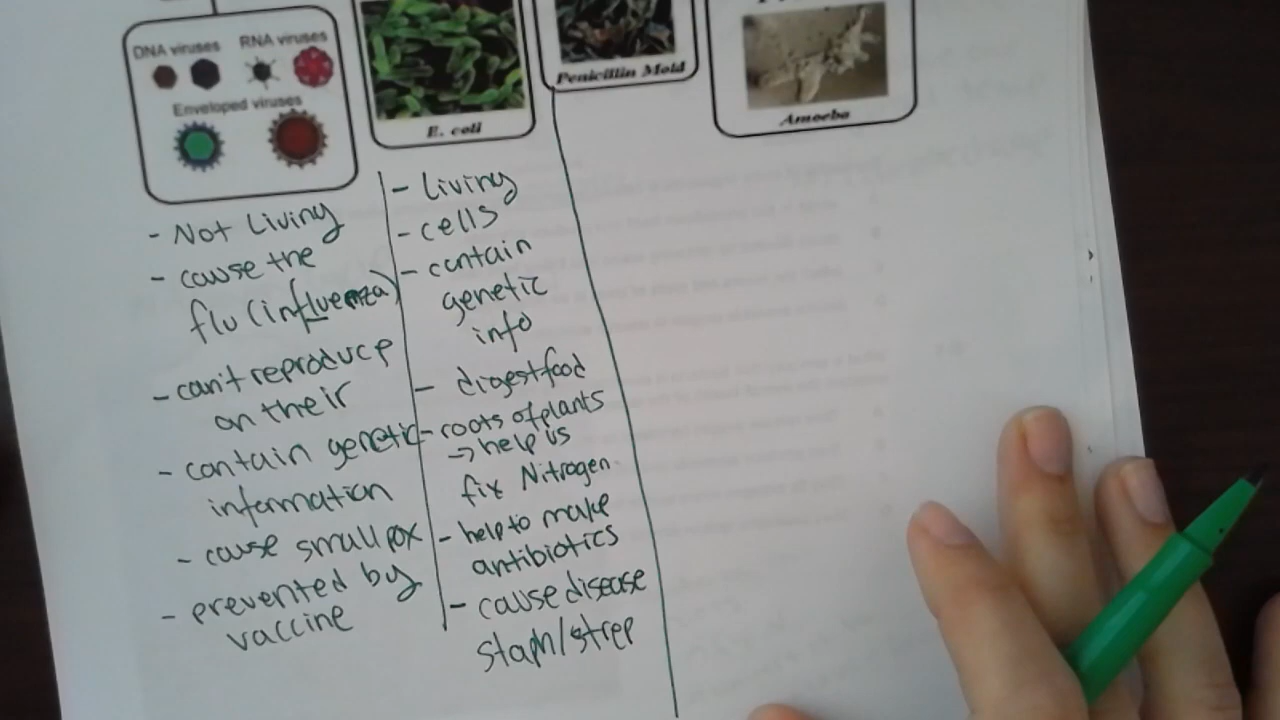 DNA viruses
RNA viruses
Enveloped viruses
E. coli
Penicillin Mold
Amoeba
- Not Living
- cause the
flu (influenza)
- can't reproduce
on their
- contain genetic
information
- cause smallpox
- prevented by
vaccine
- living
- cells
- contain
genetic
info
- digest food
- roots of plants
→ help us
fix Nitrogen
- help to make
antibiotics
- cause disease
staph/strep